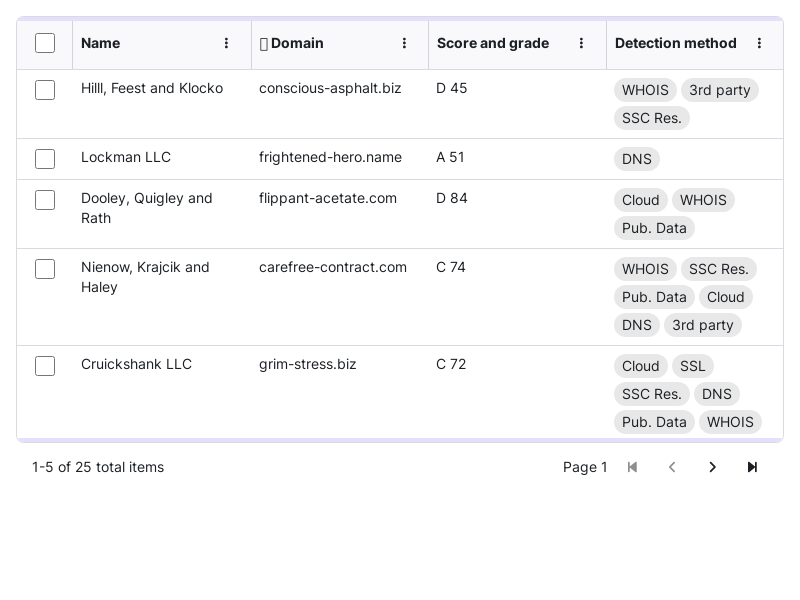 Name Domain Score and grade Detection method
Hilll, Feest and Klocko conscious-asphalt.biz D 45 WHOIS 3rd party
SSC Res.
Lockman LLC frightened-hero.name A 51 DNS
Dooley, Quigley and flippant-acetate.com D 84 Cloud WHOIS
Rath Pub. Data
Nienow, Krajcik and carefree-contract.com C 74 WHOIS SSC Res.
Haley Pub. Data Cloud
DNS 3rd party
Cruickshank LLC grim-stress.biz C 72 Cloud SSL
SSC Res. DNS
Pub. Data WHOIS
1-5 of 25 total items Page 1